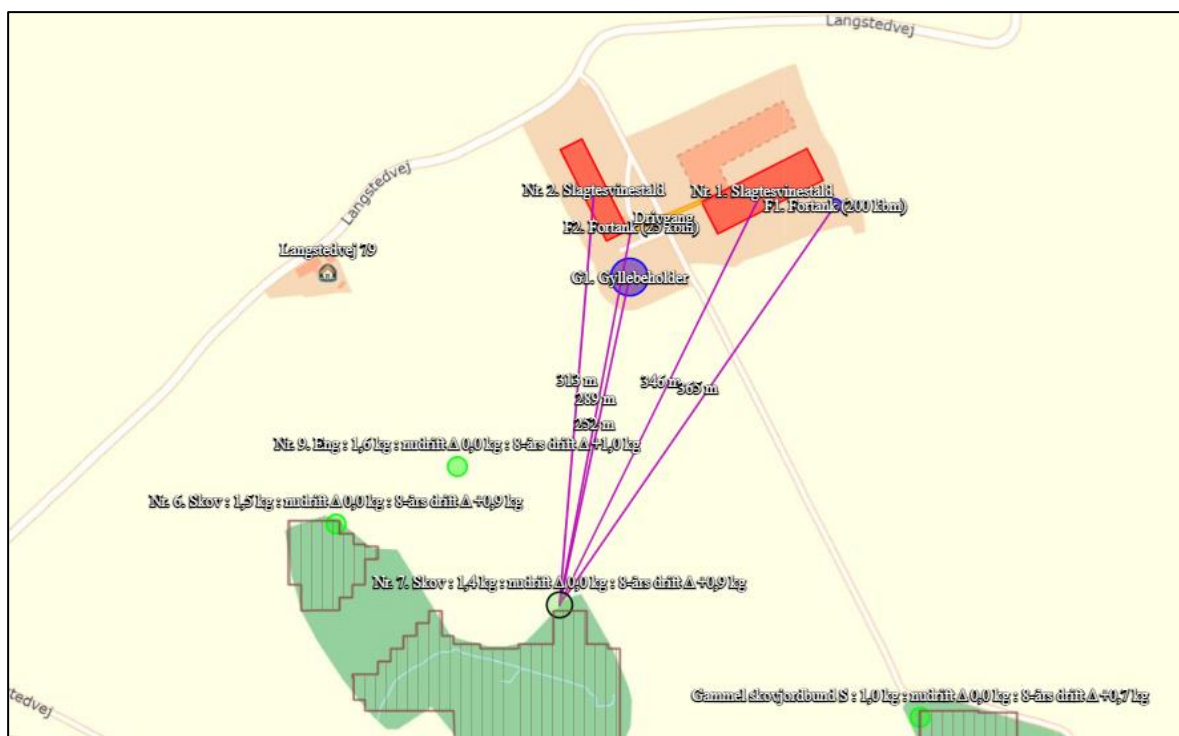 Langstedvej
Langstedvej
Nr. 2. Slagtesvinestald
Nr. 1. Slagtesvinestald
F1. Fortank (200 kbm)
Drivgang
F2. Fortank (25 kbm)
Langstedvej 79
G1. Gyllebeholder
313 m
346 m
365 m
289 m
252 m
Nr. 9. Eng : 1,6 kg : nudrift Δ 0,0 kg : 8-års drift Δ +1,0 kg
Nr. 6. Skov : 1,5 kg : nudrift Δ 0,0 kg : 8-års drift Δ +0,9 kg
Nr. 7. Skov : 1,4 kg : nudrift Δ 0,0 kg : 8-års drift Δ +0,9 kg
Gammel skovjordbund S : 1,0 kg : nudrift Δ 0,0 kg : 8-års drift Δ +0,7 kg
stedvej